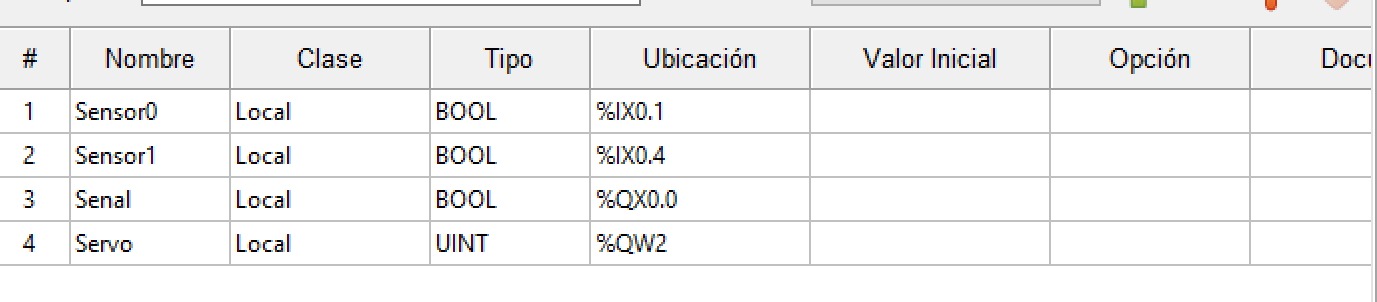 # Nombre Clase Tipo Ubicación Valor Inicial Opción Docu
1 Sensor0 Local BOOL %IX0.1
2 Sensor1 Local BOOL %IX0.4
3 Senal Local BOOL %QX0.0
4 Servo Local UINT %QW2